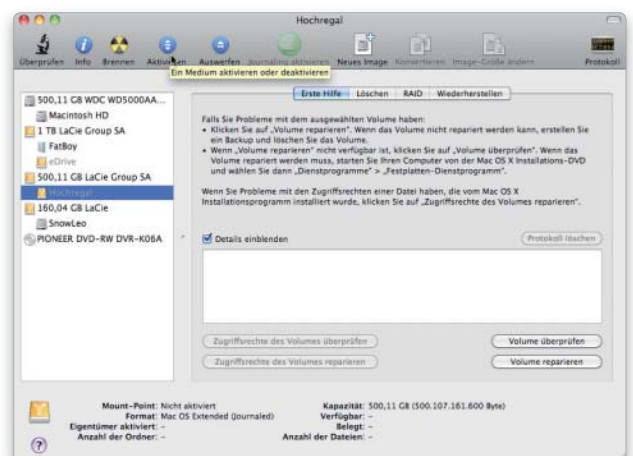 Hochregal
Überprüfen Info Brennen Aktivieren Auswerfen Journaling aktivieren Neues Image Konvertieren Image-Größe ändern Protokoll
Ein Medium aktivieren oder deaktivieren
500,11 GB WDC WD5000AA...
Macintosh HD
1 TB LaCie Group SA
FatBoy
eDrive
500,11 GB LaCie Group SA
Hochregal
160,04 GB LaCie
SnowLeo
PIONEER DVD-RW DVR-K06A
Erste Hilfe Löschen RAID Wiederherstellen
Falls Sie Probleme mit dem ausgewählten Volume haben:
• Klicken Sie auf „Volume reparieren“. Wenn das Volume nicht repariert werden kann, erstellen Sie
ein Backup und löschen Sie das Volume.
• Wenn „Volume reparieren“ nicht verfügbar ist, klicken Sie auf „Volume überprüfen“. Wenn das
Volume repariert werden muss, starten Sie Ihren Computer von der Mac OS X Installations-DVD
und wählen Sie dann „Dienstprogramme“ > „Festplatten-Dienstprogramm“.
Wenn Sie Probleme mit den Zugriffsrechten einer Datei haben, die vom Mac OS X
Installationsprogramm installiert wurde, klicken Sie auf „Zugriffsrechte des Volumes reparieren“.
Details einblenden
Protokoll löschen
Zugriffsrechte des Volumes überprüfen
Volume überprüfen
Zugriffsrechte des Volumes reparieren
Volume reparieren
Mount-Point: Nicht aktiviert
Format: Mac OS Extended (Journaled)
Eigentümer aktiviert: –
Anzahl der Ordner: –
Kapazität: 500,11 GB (500.107.161.600 Byte)
Verfügbar: –
Belegt: –
Anzahl der Dateien: –